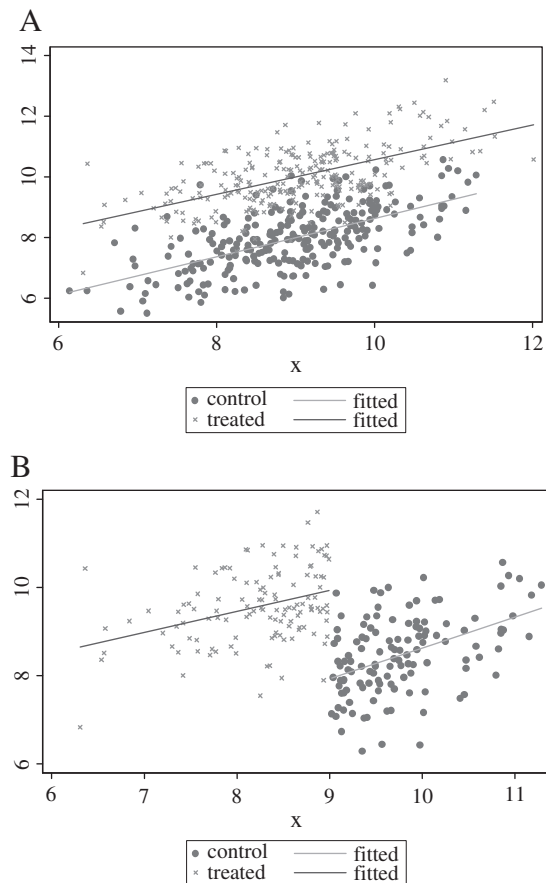 A
14
12
10
8
6
6 8 10 12
x
control fitted
treated fitted
B
12
10
8
6
6 7 8 9 10 11
x
control fitted
treated fitted